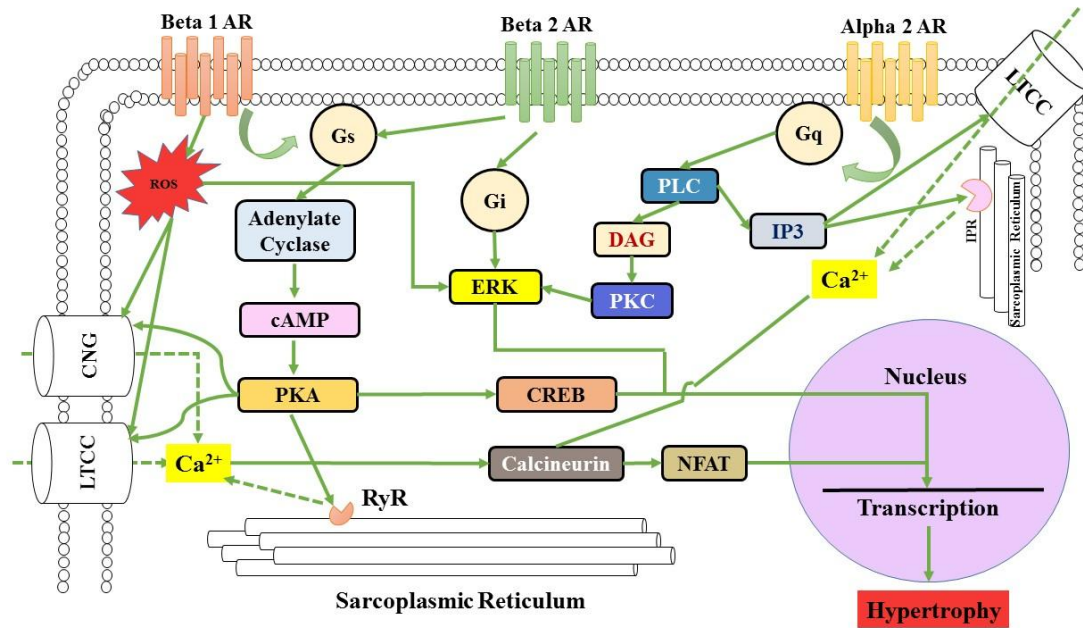 Beta 1 AR
Beta 2 AR
Alpha 2 AR
LTCC
Gs
Gq
ROS
PLC
Gi
Adenylate
Cyclase
DAG
IP3
IPR
Sarcoplasmic Reticulum
ERK
PKC
Ca²⁺
cAMP
CNG
Nucleus
PKA
CREB
LTCC
Ca²⁺
Calcineurin
NFAT
RyR
Transcription
Sarcoplasmic Reticulum
Hypertrophy